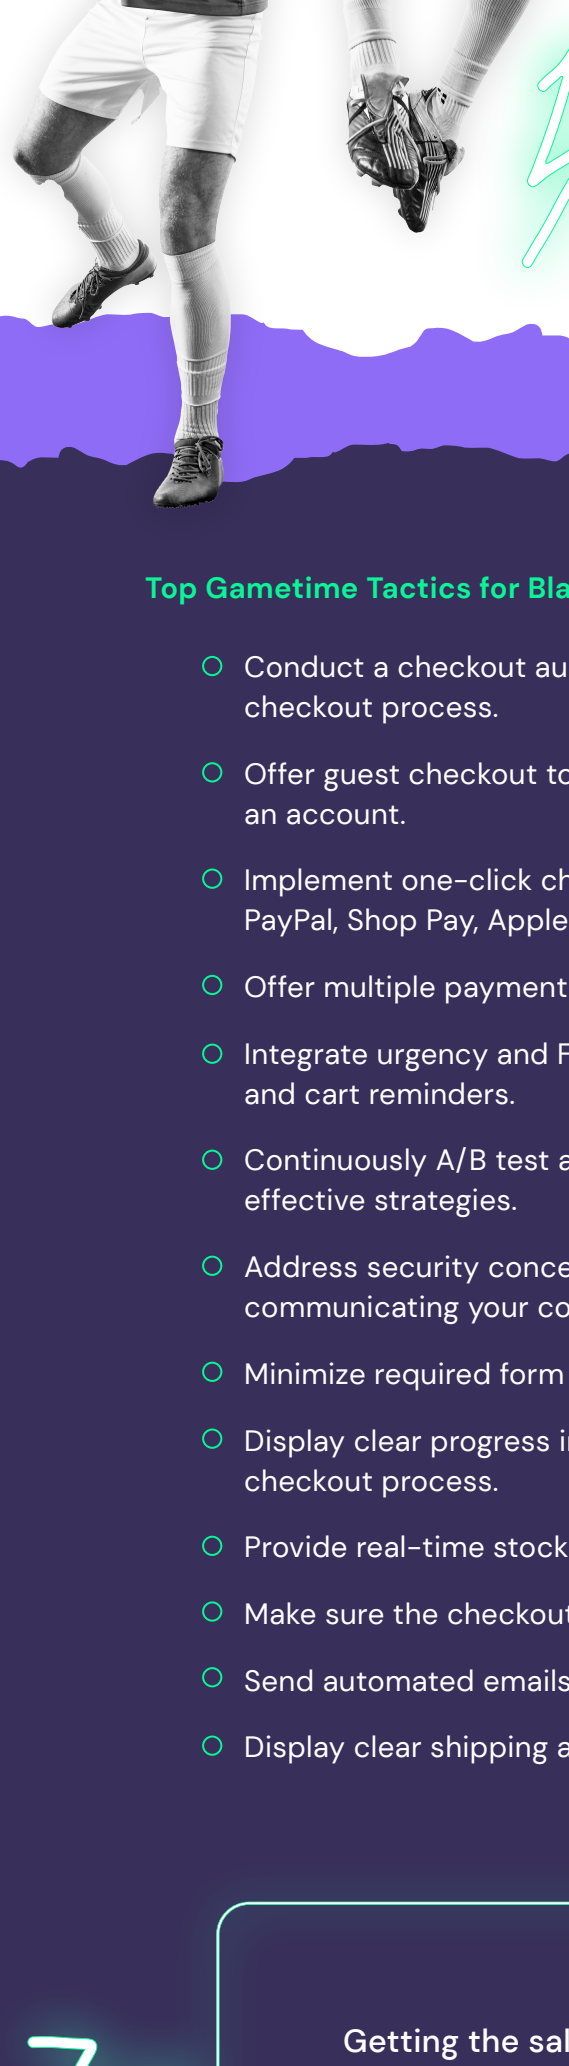 Top Gametime Tactics for Bla
Conduct a checkout au
checkout process.
Offer guest checkout to
an account.
Implement one-click ch
PayPal, Shop Pay, Apple
Offer multiple payment
Integrate urgency and F
and cart reminders.
Continuously A/B test a
effective strategies.
Address security conce
communicating your co
Minimize required form
Display clear progress i
checkout process.
Provide real-time stock
Make sure the checkout
Send automated emails
Display clear shipping a
Getting the sal